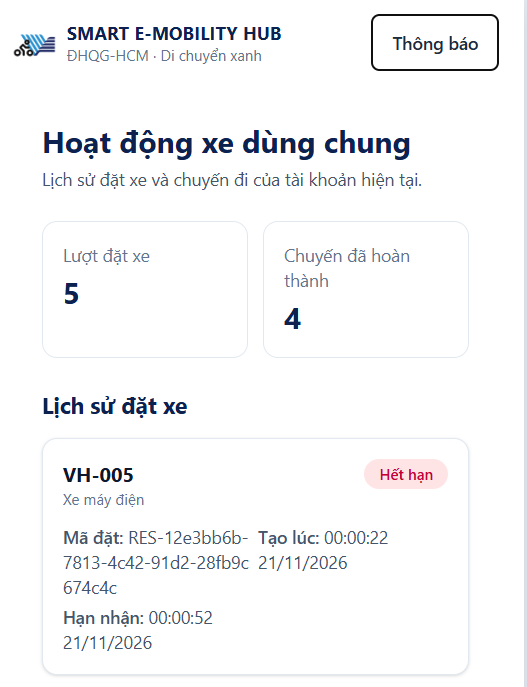 SMART E-MOBILITY HUB
ĐHQG-HCM · Di chuyển xanh
Thông báo
Hoạt động xe dùng chung
Lịch sử đặt xe và chuyến đi của tài khoản hiện tại.
Lượt đặt xe
5
Chuyến đã hoàn
thành
4
Lịch sử đặt xe
VH-005
Hết hạn
Xe máy điện
Mã đặt: RES-12e3bb6b-
7813-4c42-91d2-28fb9c
674c4c
Tạo lúc: 00:00:22
21/11/2026
Hạn nhận: 00:00:52
21/11/2026